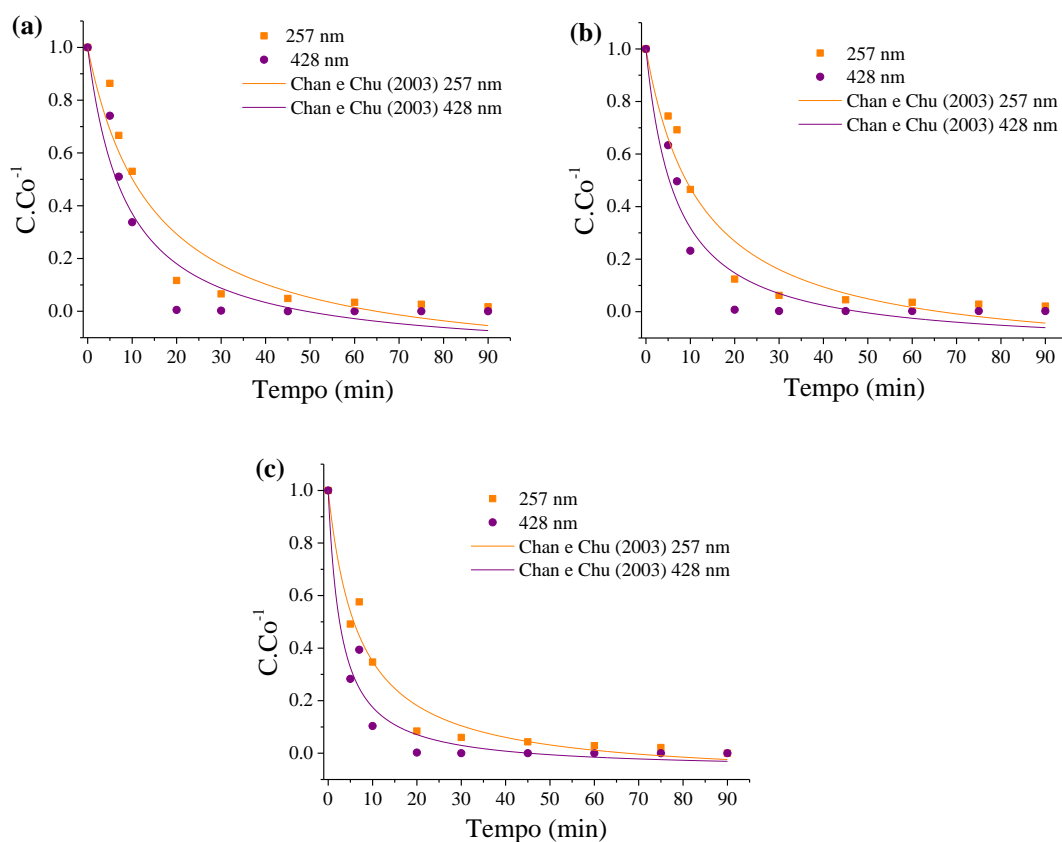 (a)
257 nm
428 nm
Chan e Chu (2003) 257 nm
Chan e Chu (2003) 428 nm
1.0
0.8
0.6
0.4
0.2
0.0
C.Co⁻¹
0 10 20 30 40 50 60 70 80 90
Tempo (min)
(b)
257 nm
428 nm
Chan e Chu (2003) 257 nm
Chan e Chu (2003) 428 nm
1.0
0.8
0.6
0.4
0.2
0.0
C.Co⁻¹
0 10 20 30 40 50 60 70 80 90
Tempo (min)
(c)
257 nm
428 nm
Chan e Chu (2003) 257 nm
Chan e Chu (2003) 428 nm
1.0
0.8
0.6
0.4
0.2
0.0
C.Co⁻¹
0 10 20 30 40 50 60 70 80 90
Tempo (min)